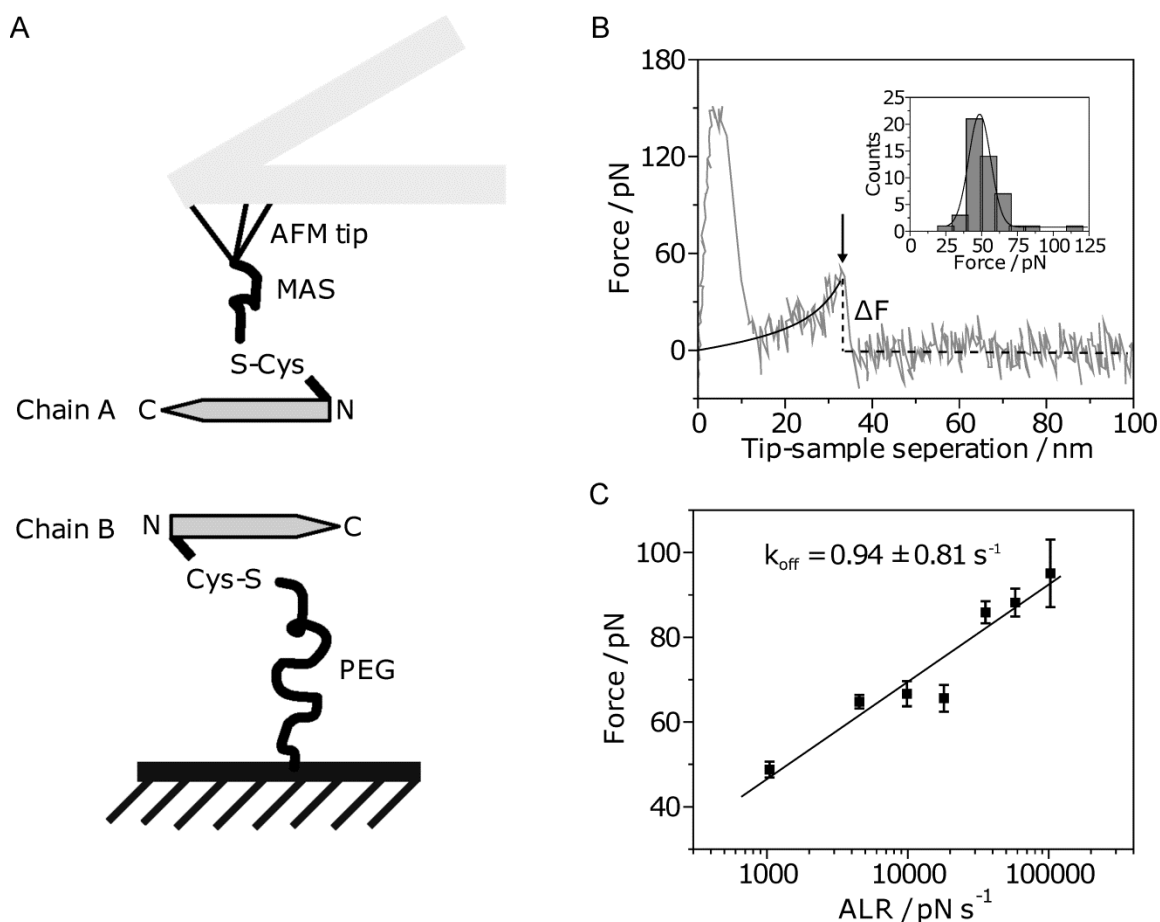 A
AFM tip
MAS
S-Cys
Chain A
C
N
Chain B
N
C
Cys-S
PEG
B
180
120
60
0
Force / pN
0
20
40
60
80
100
Tip-sample seperation / nm
ΔF
25
20
15
10
5
0
Counts
0
25
50
75
100
125
Force / pN
C
k_off = 0.94 ± 0.81 s⁻¹
100
80
60
40
Force / pN
1000
10000
100000
ALR / pN s⁻¹